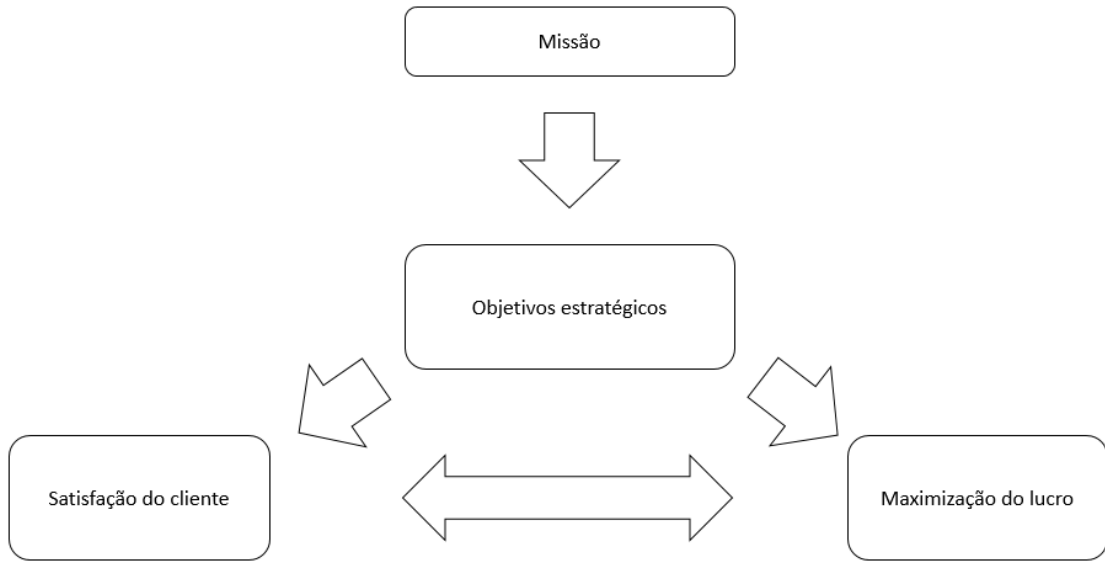 Missão
Objetivos estratégicos
Satisfação do cliente
Maximização do lucro